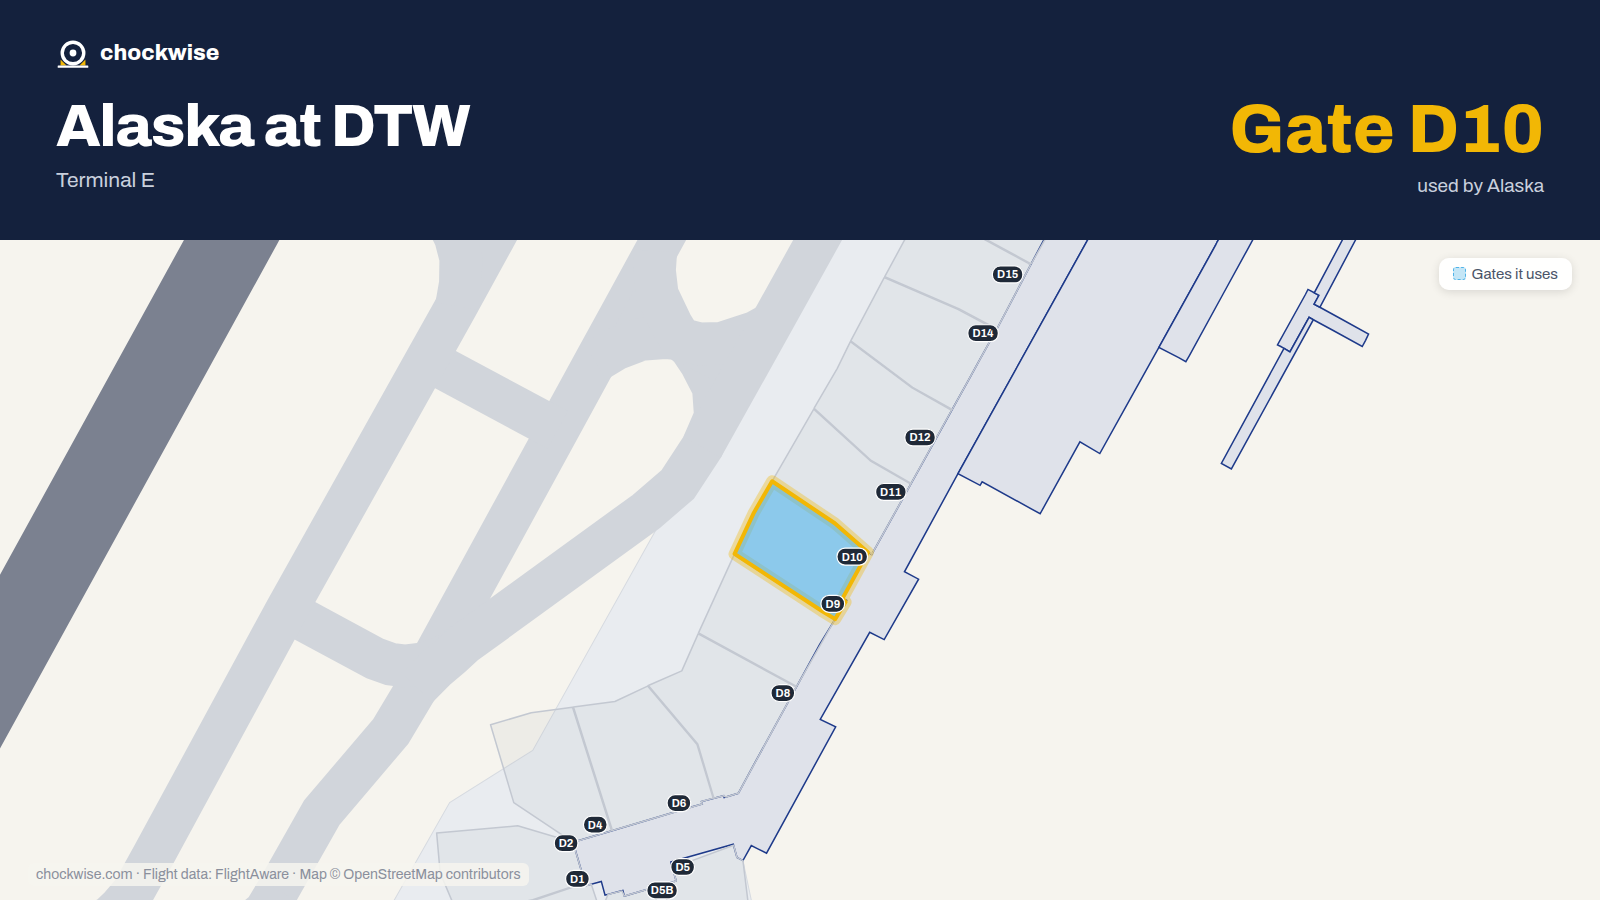 chockwise
Alaska at DTW
Terminal E
Gate D10
used by Alaska
Gates it uses
D15
D14
D12
D11
D10
D9
D8
D6
D4
D2
D5
D1
D5B
chockwise.com · Flight data: FlightAware · Map © OpenStreetMap contributors